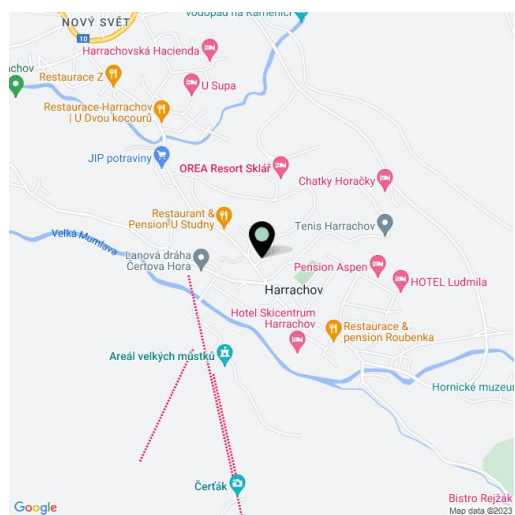 vodopád na Kamenici
NOVÝ SVĚT
10
Harrachovská Hacienda
Restaurace Z
achov
U Supa
Restaurace-Harrachov
| U Dvou kocourů
JIP potraviny
OREA Resort Sklář
Chatky Horačky
Restaurant &
Pension U Studny
Tenis Harrachov
Velká Mumlava
Lanová dráha
Čertova Hora
Pension Aspen
HOTEL Ludmila
Harrachov
Hotel Skicentrum
Harrachov
Restaurace &
pension Roubenka
Areál velkých můstků
Hornické muzeum
Čerťák
Bistro Rejžák
Google
Map data ©2023